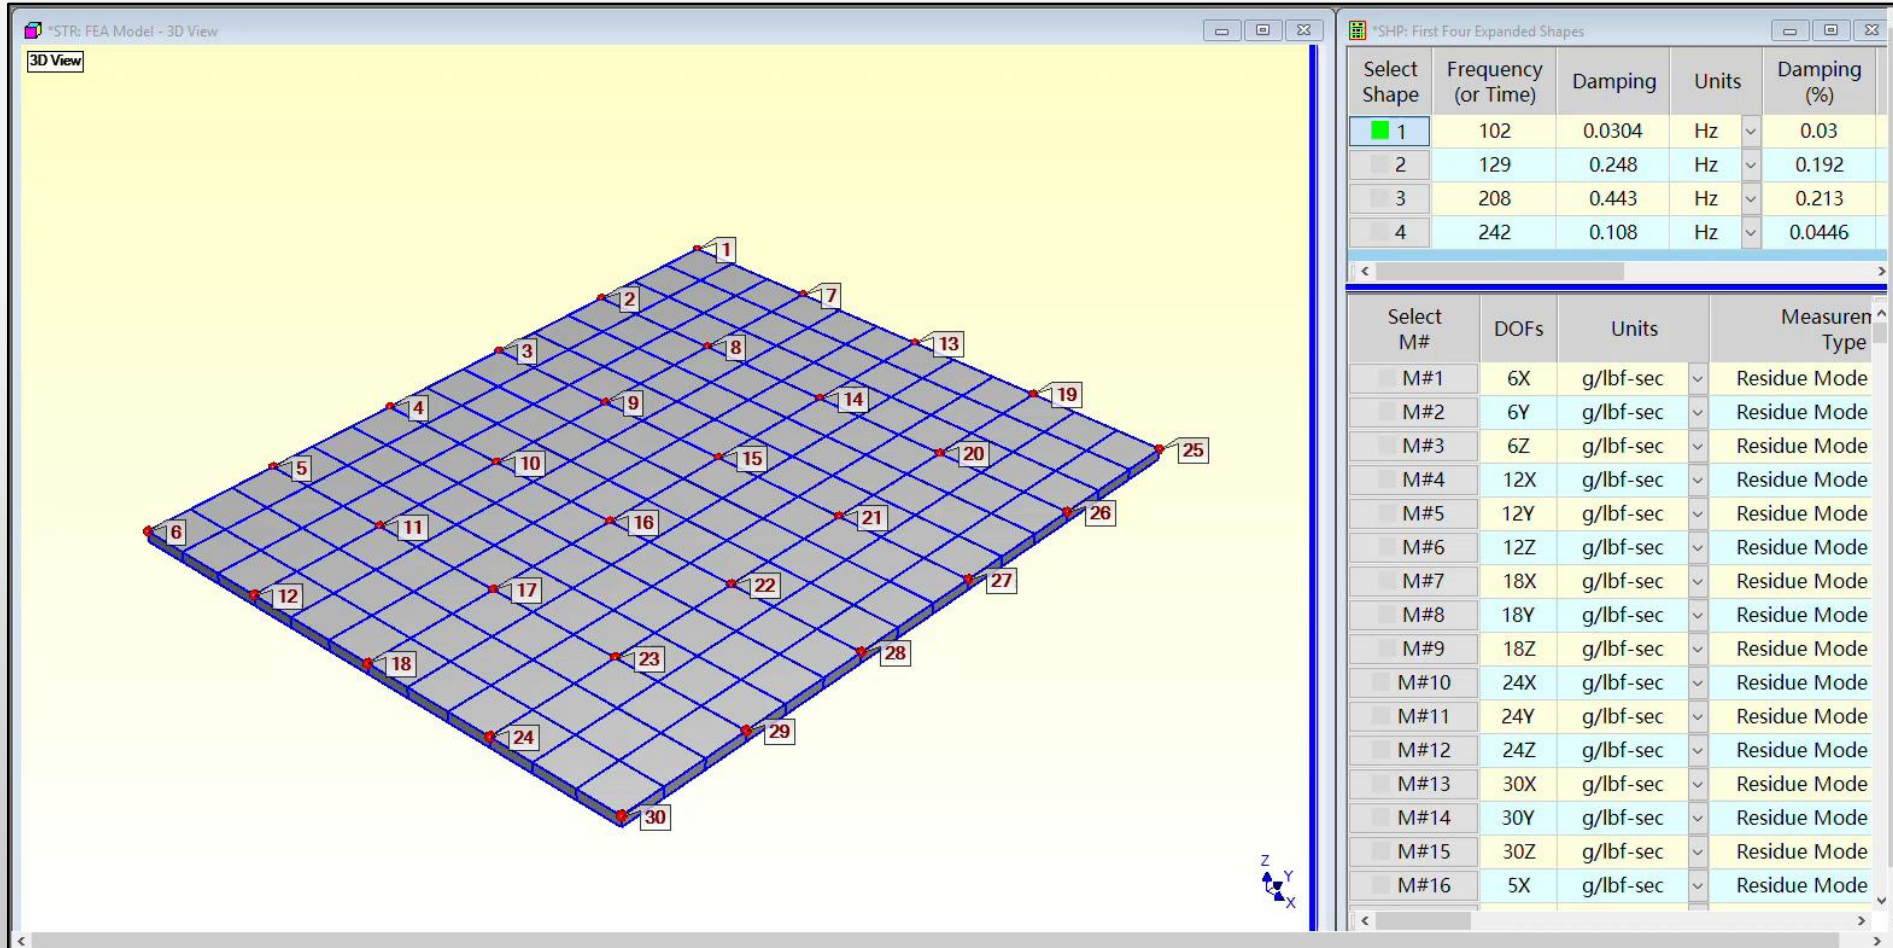 *STR: FEA Model - 3D View
3D View
1
2
7
3
8
13
4
9
14
19
5
10
15
20
25
6
11
16
21
26
12
17
22
27
18
23
28
24
29
30
Z
Y
X
*SHP: First Four Expanded Shapes
Select Shape Frequency (or Time) Damping Units Damping (%)
1 102 0.0304 Hz 0.03
2 129 0.248 Hz 0.192
3 208 0.443 Hz 0.213
4 242 0.108 Hz 0.0446
Select M# DOFs Units Measurem Type
M#1 6X g/lbf-sec Residue Mode
M#2 6Y g/lbf-sec Residue Mode
M#3 6Z g/lbf-sec Residue Mode
M#4 12X g/lbf-sec Residue Mode
M#5 12Y g/lbf-sec Residue Mode
M#6 12Z g/lbf-sec Residue Mode
M#7 18X g/lbf-sec Residue Mode
M#8 18Y g/lbf-sec Residue Mode
M#9 18Z g/lbf-sec Residue Mode
M#10 24X g/lbf-sec Residue Mode
M#11 24Y g/lbf-sec Residue Mode
M#12 24Z g/lbf-sec Residue Mode
M#13 30X g/lbf-sec Residue Mode
M#14 30Y g/lbf-sec Residue Mode
M#15 30Z g/lbf-sec Residue Mode
M#16 5X g/lbf-sec Residue Mode